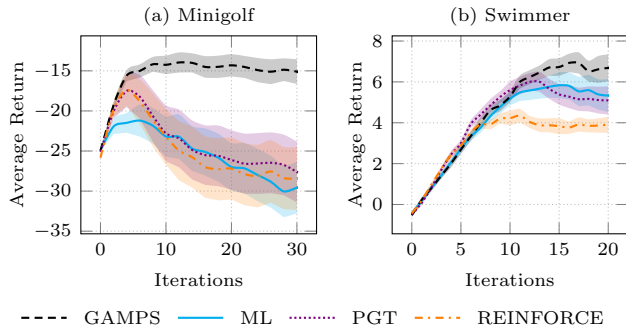 (a) Minigolf
(b) Swimmer
Average Return
−15
−20
−25
−30
−35
0
10
20
30
Iterations
Average Return
8
6
4
2
0
0
5
10
15
20
Iterations
GAMPS
ML
PGT
REINFORCE